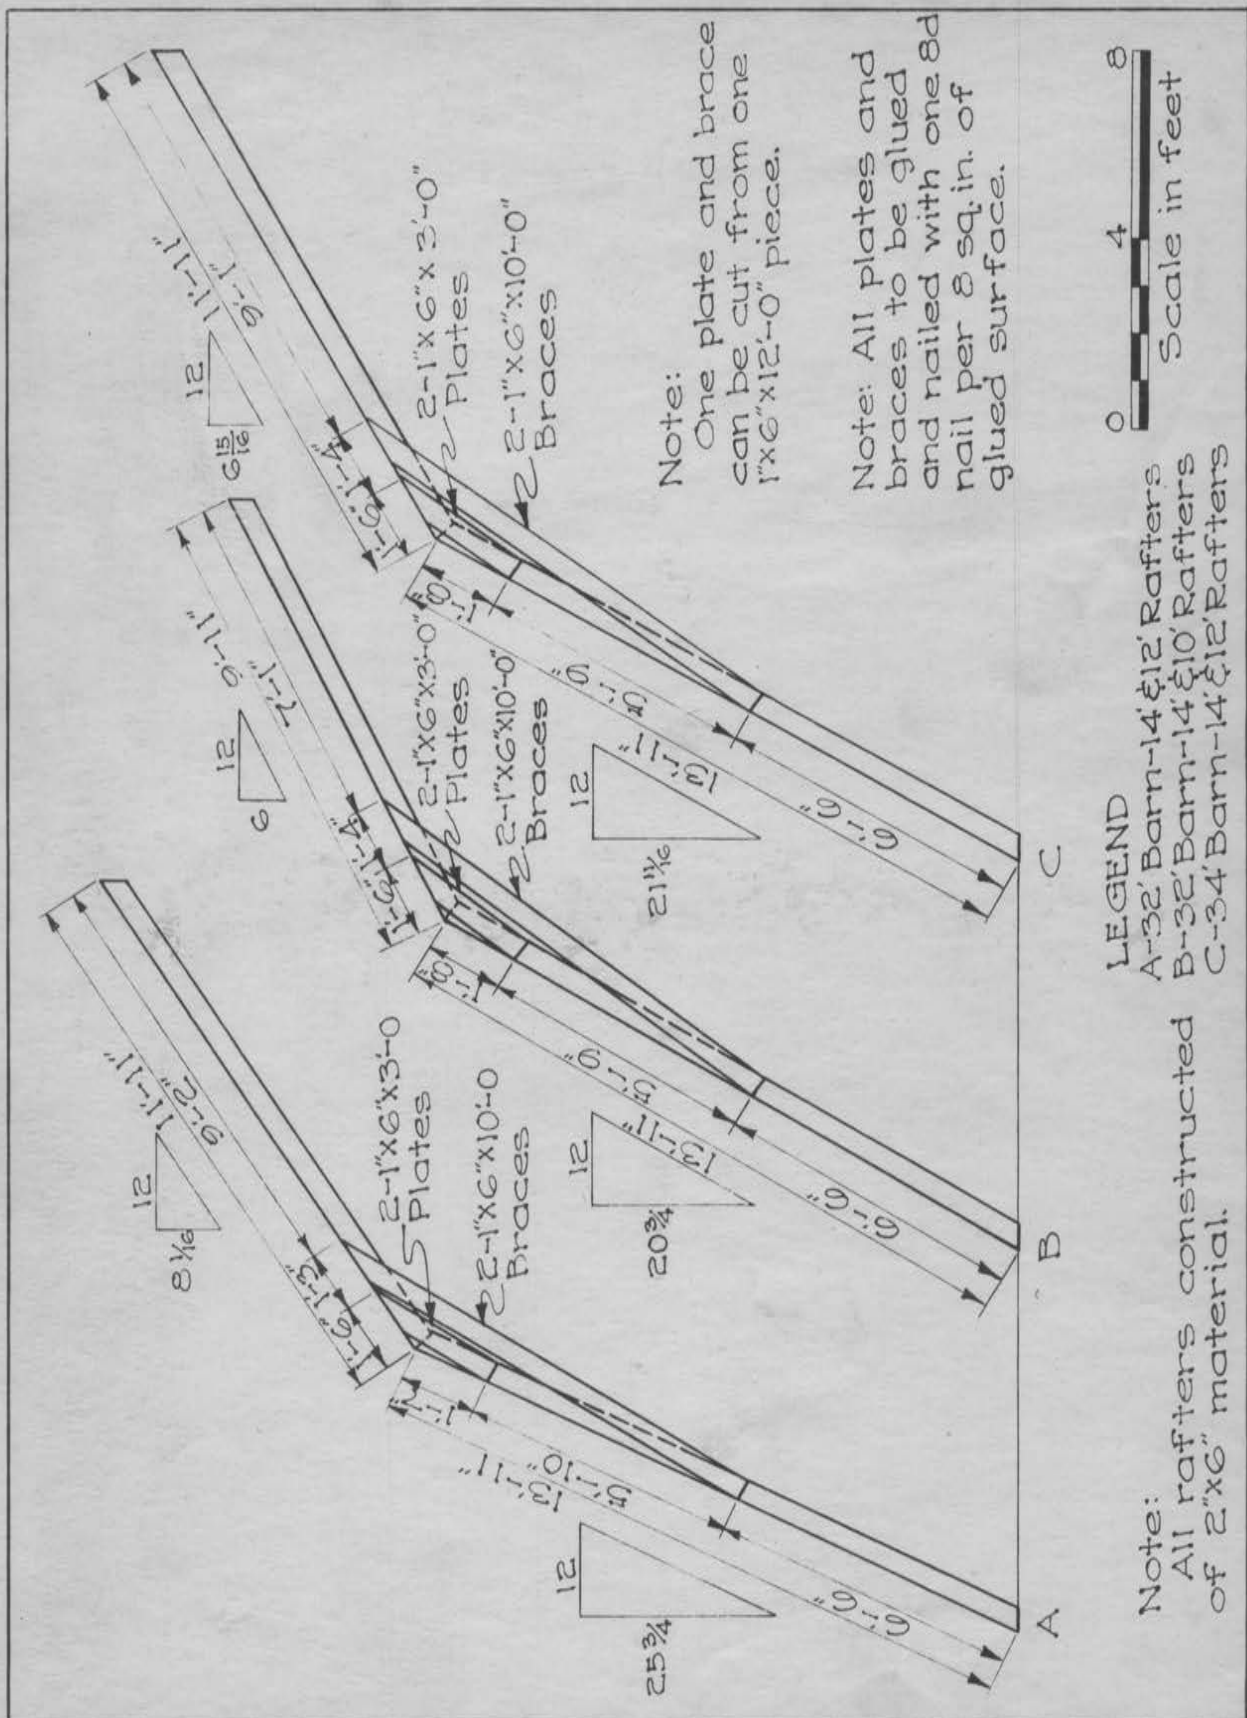 8 1/16
12
11'-11"
9'-2"
1'-6"
1'-3"
2-1"x6"x3'-0
Plates
2-1"x6"x10'-0
Braces
1'-2"
5'-10"
13'-11"
6'-6"
12
25 3/4
A
6
12
9'-11"
7'-1"
1'-6"
1'-4"
2-1"x6"x3'-0"
Plates
2-1"x6"x10'-0"
Braces
1'-8"
5'-9"
13'-11"
6'-6"
12
20 3/4
B
6 15/16
12
11'-11"
9'-1"
1'-6"
1'-4"
2-1"x6"x3'-0"
Plates
2-1"x6"x10'-0"
Braces
1'-8"
5'-9"
13'-11"
6'-6"
12
21 11/16
C
Note:
One plate and brace
can be cut from one
1"x6"x12'-0" piece.
Note: All plates and
braces to be glued
and nailed with one 8d
nail per 8 sq. in. of
glued surface.
Note:
All rafters constructed
of 2"x6" material.
LEGEND
A-32' Barn-14'&12' Rafters
B-32' Barn-14'&10' Rafters
C-34' Barn-14'&12' Rafters
0 4 8
Scale in feet